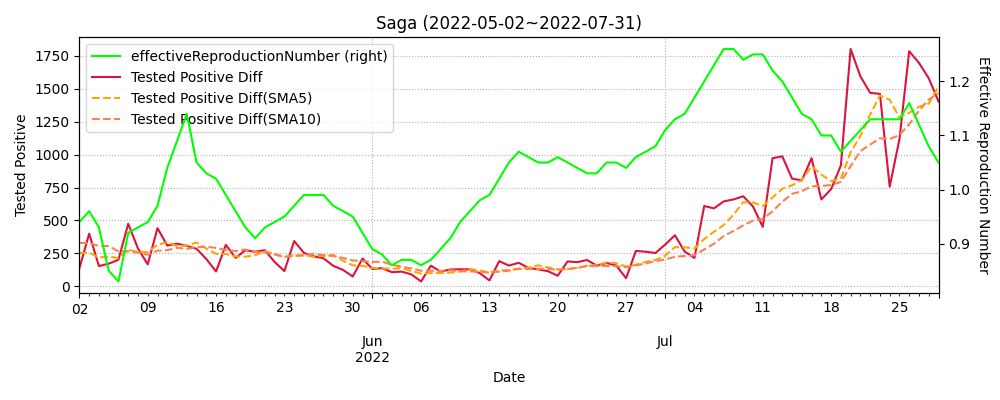 Saga (2022-05-02~2022-07-31)
effectiveReproductionNumber (right)
Tested Positive Diff
Tested Positive Diff(SMA5)
Tested Positive Diff(SMA10)
Tested Positive
1750
1500
1250
1000
750
500
250
0
1.2
1.1
1.0
0.9
Effective Reproduction Number
02 09 16 23 30 06 13 20 27 04 11 18 25
Jun Jul
2022
Date